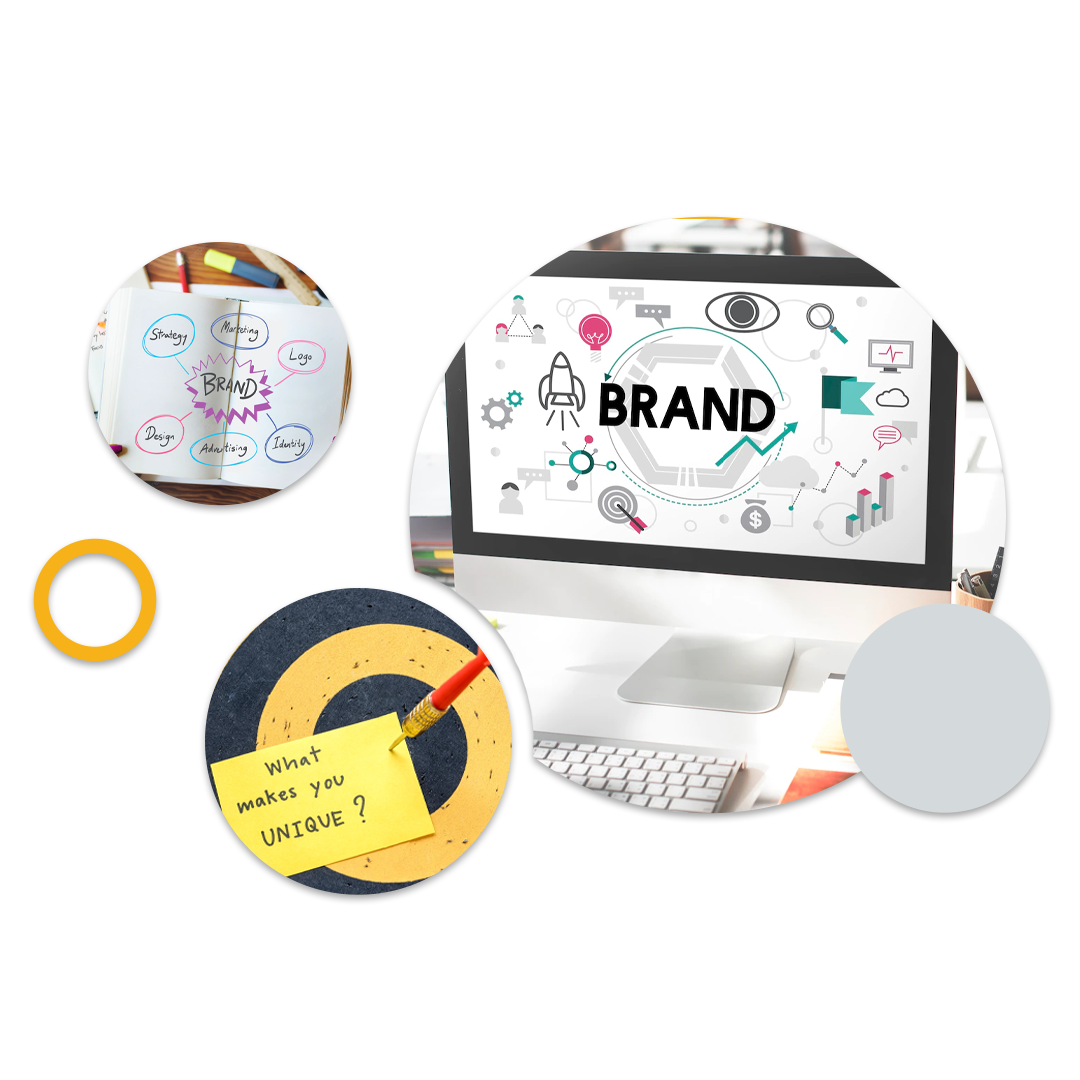 Strategy
Marketing
Logo
BRAND
Design
Advertising
Identity
BRAND
$
What
makes you
UNIQUE ?